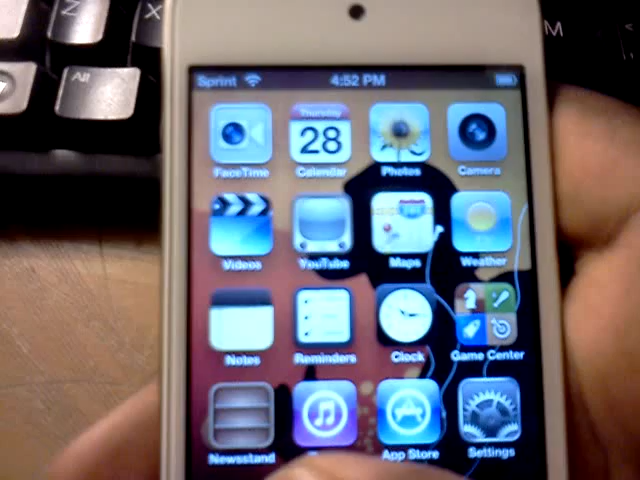 Z X M
Alt
Sprint 4:52 PM
Thursday
28
FaceTime Calendar Photos Camera
Videos YouTube Maps Weather
Notes Reminders Clock Game Center
Newsstand App Store Settings